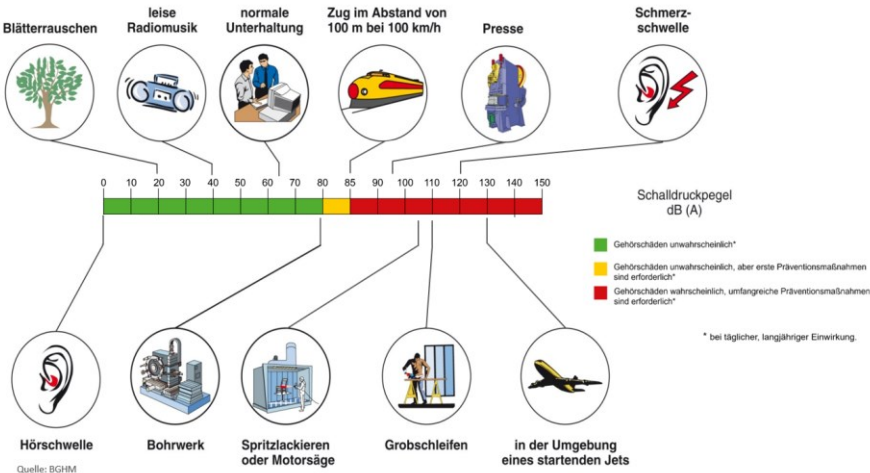 Blätterrauschen
leise
Radiomusik
normale
Unterhaltung
Zug im Abstand von
100 m bei 100 km/h
Presse
Schmerz-
schwelle
0 10 20 30 40 50 60 70 80 85 90 100 110 120 130 140 150
Schalldruckpegel
dB (A)
Gehörschäden unwahrscheinlich*
Gehörschäden unwahrscheinlich, aber erste Präventionsmaßnahmen
sind erforderlich*
Gehörschäden wahrscheinlich, umfangreiche Präventionsmaßnahmen
sind erforderlich*
* bei täglicher, langjähriger Einwirkung.
Hörschwelle
Bohrwerk
Spritzlackieren
oder Motorsäge
Grobschleifen
in der Umgebung
eines startenden Jets
Quelle: BGHM